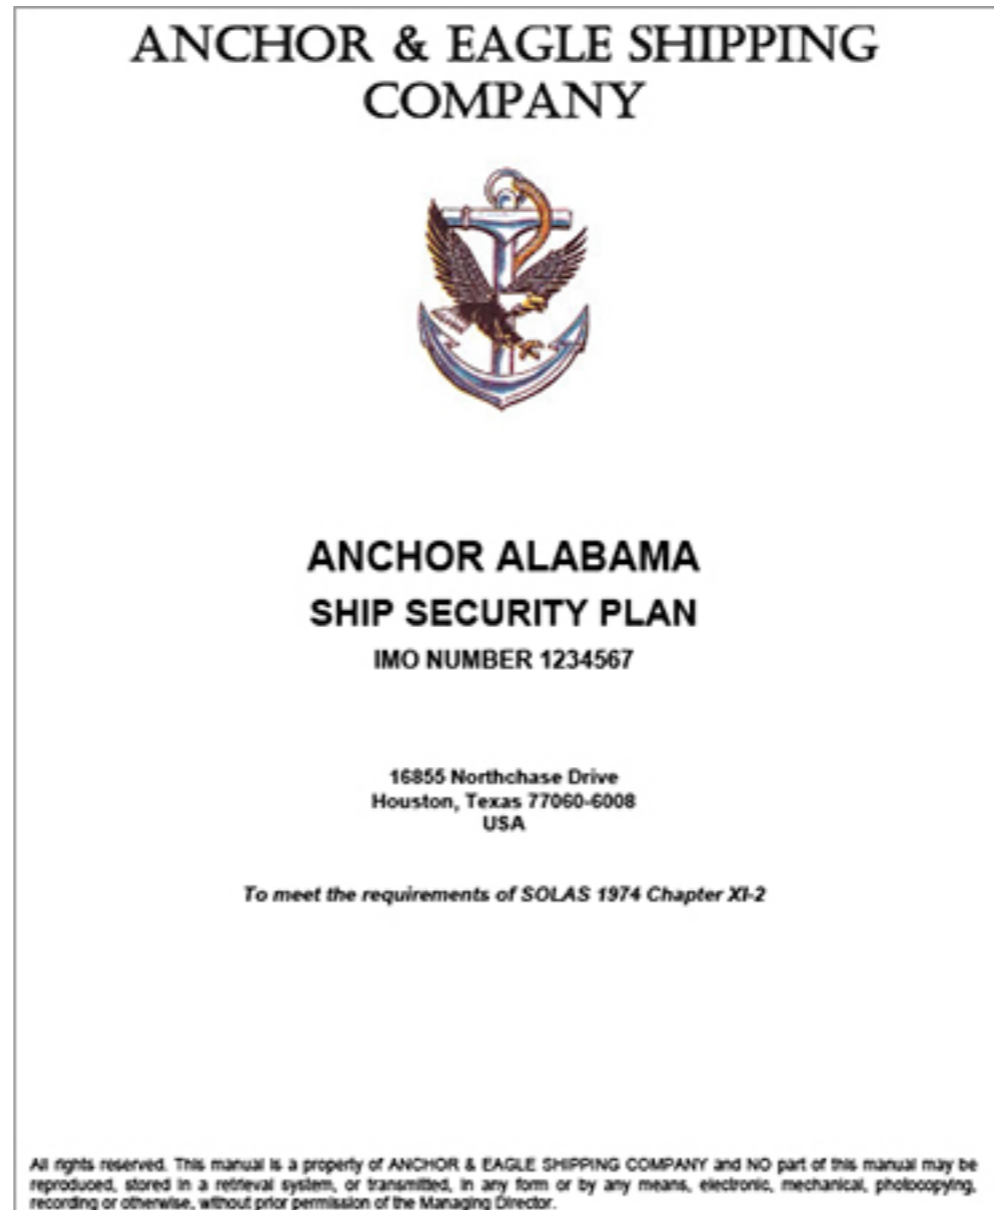 ANCHOR & EAGLE SHIPPING
COMPANY
ANCHOR ALABAMA
SHIP SECURITY PLAN
IMO NUMBER 1234567
16855 Northchase Drive
Houston, Texas 77060-6008
USA
To meet the requirements of SOLAS 1974 Chapter XI-2
All rights reserved. This manual is a property of ANCHOR & EAGLE SHIPPING COMPANY and NO part of this manual may be
reproduced, stored in a retrieval system, or transmitted, in any form or by any means, electronic, mechanical, photocopying,
recording or otherwise, without prior permission of the Managing Director.